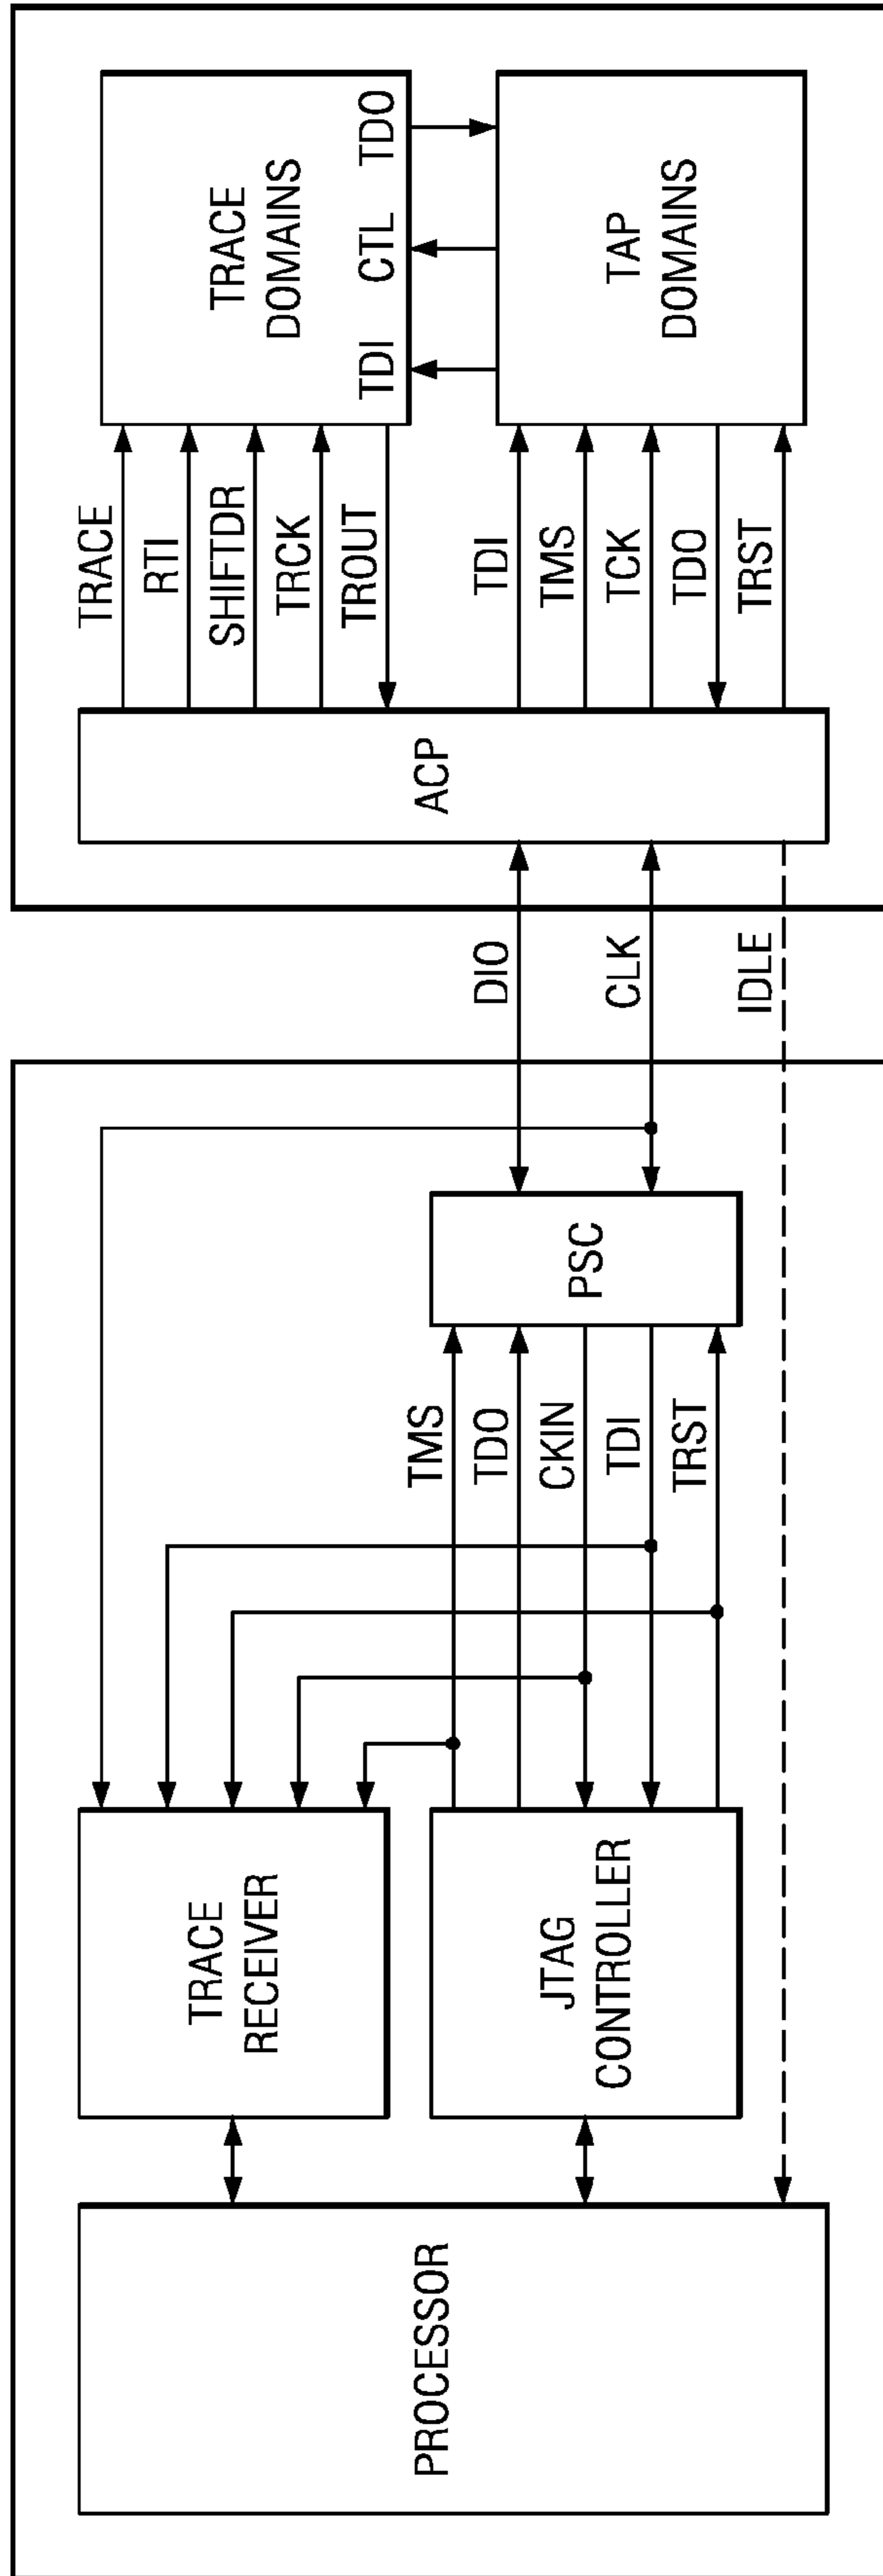 PROCESSOR
TRACE
RECEIVER
JTAG
CONTROLLER
TMS
TDO
CKIN
TDI
TRST
PSC
DIO
CLK
IDLE
ACP
TRACE
RTI
SHIFTDR
TRCK
TROUT
TDI
TMS
TCK
TDO
TRST
TRACE
DOMAINS
TDI
CTL
TDO
TAP
DOMAINS